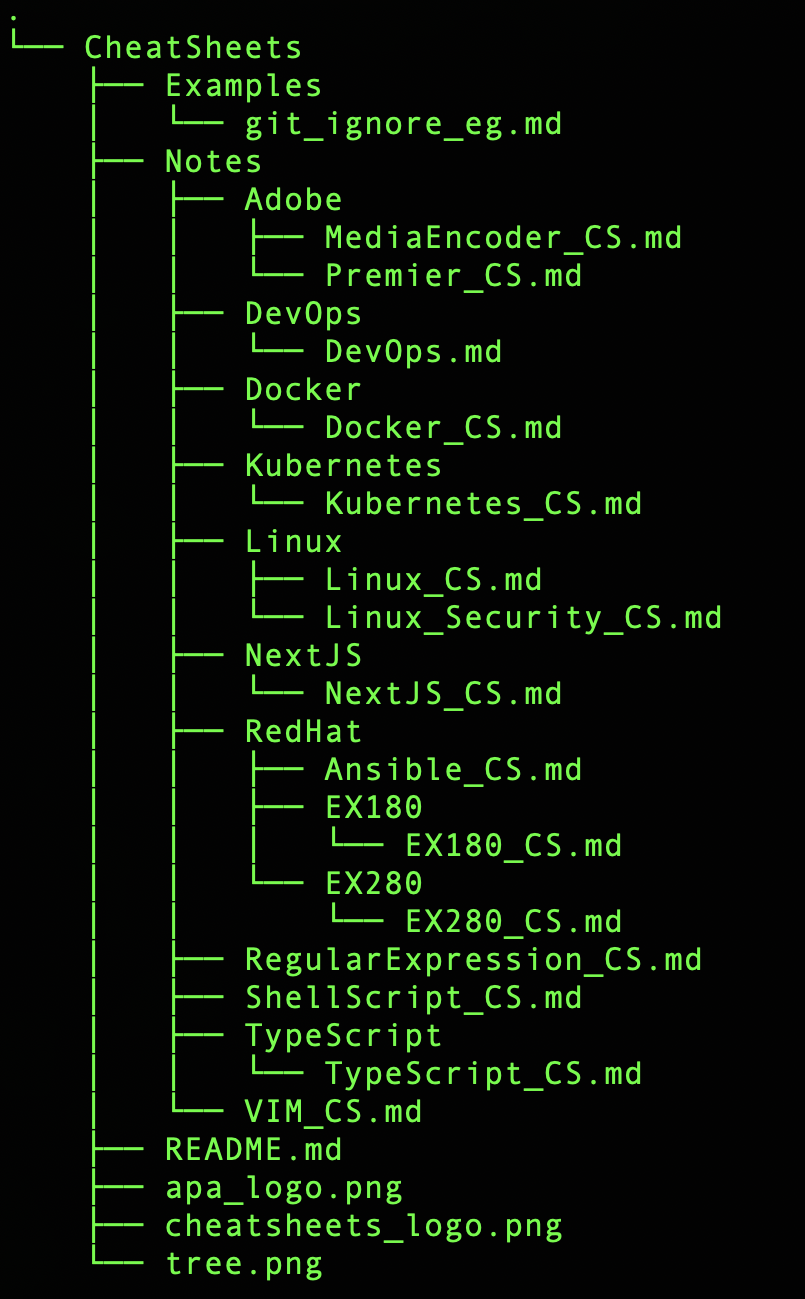 .
└── CheatSheets
    ├── Examples
    │   └── git_ignore_eg.md
    ├── Notes
    │   ├── Adobe
    │   │   ├── MediaEncoder_CS.md
    │   │   └── Premier_CS.md
    │   ├── DevOps
    │   │   └── DevOps.md
    │   ├── Docker
    │   │   └── Docker_CS.md
    │   ├── Kubernetes
    │   │   └── Kubernetes_CS.md
    │   ├── Linux
    │   │   ├── Linux_CS.md
    │   │   └── Linux_Security_CS.md
    │   ├── NextJS
    │   │   └── NextJS_CS.md
    │   ├── RedHat
    │   │   ├── Ansible_CS.md
    │   │   ├── EX180
    │   │   │   └── EX180_CS.md
    │   │   └── EX280
    │   │       └── EX280_CS.md
    │   ├── RegularExpression_CS.md
    │   ├── ShellScript_CS.md
    │   ├── TypeScript
    │   │   └── TypeScript_CS.md
    │   └── VIM_CS.md
    ├── README.md
    ├── apa_logo.png
    ├── cheatsheets_logo.png
    └── tree.png